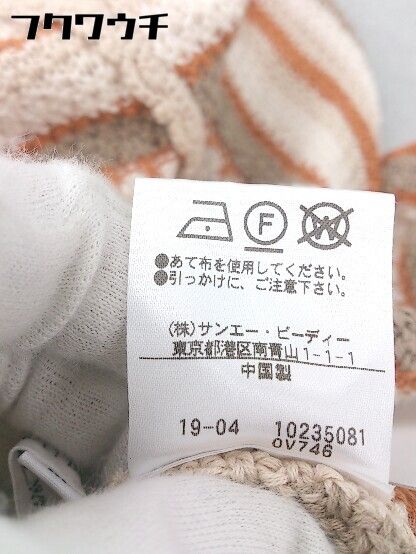 フクワウチ
F W
●あて布を使用してください。
●引っかけに、ご注意下さい。
(株)サンエー・ビーディー
東京都港区南青山1-1-1
中国製
19-04 10235081
OV746